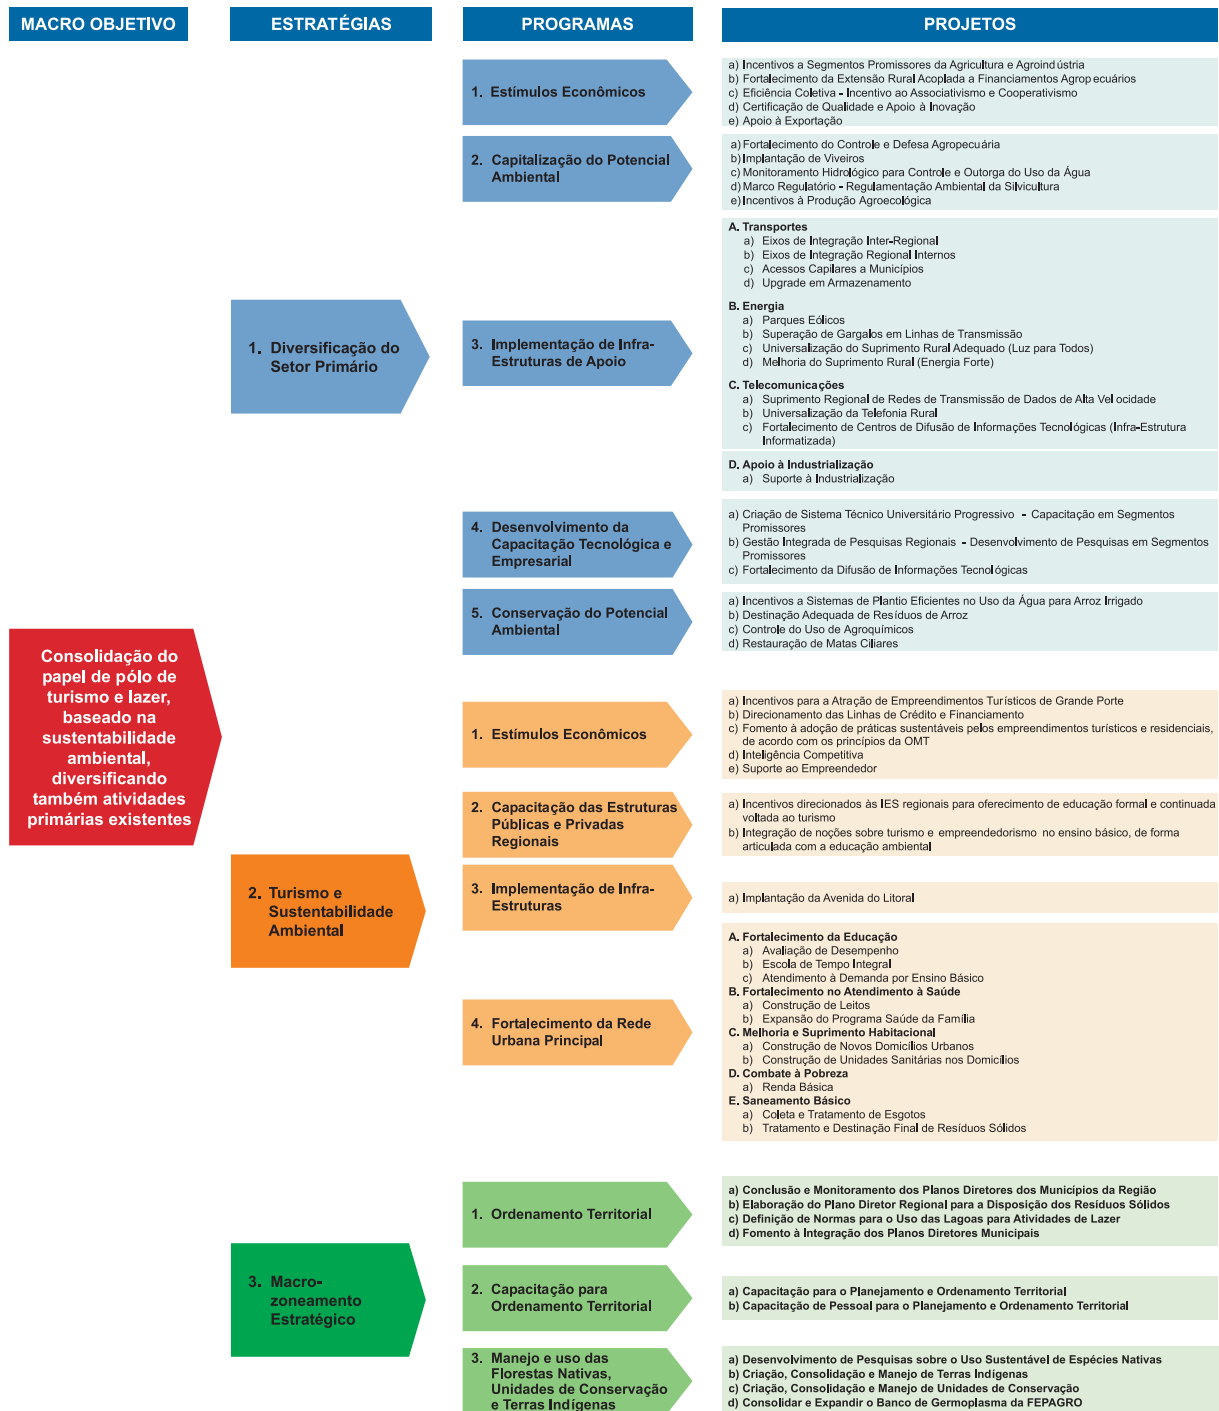 MACRO OBJETIVO
ESTRATÉGIAS
PROGRAMAS
PROJETOS
Consolidação do
papel de pólo de
turismo e lazer,
baseado na
sustentabilidade
ambiental,
diversificando
também atividades
primárias existentes
1. Diversificação do
Setor Primário
1. Estímulos Econômicos
a) Incentivos a Segmentos Promissores da Agricultura e Agroindústria
b) Fortalecimento da Extensão Rural Acoplada a Financiamentos Agropecuários
c) Eficiência Coletiva - Incentivo ao Associativismo e Cooperativismo
d) Certificação de Qualidade e Apoio à Inovação
e) Apoio à Exportação
2. Capitalização do Potencial
Ambiental
a) Fortalecimento do Controle e Defesa Agropecuária
b) Implantação de Viveiros
c) Monitoramento Hidrológico para Controle e Outorga do Uso da Água
d) Marco Regulatório - Regulamentação Ambiental da Silvicultura
e) Incentivos à Produção Agroecológica
3. Implementação de Infra-
Estruturas de Apoio
A. Transportes
a) Eixos de Integração Inter-Regional
b) Eixos de Integração Regional Internos
c) Acessos Capilares a Municípios
d) Upgrade em Armazenamento
B. Energia
a) Parques Eólicos
b) Superação de Gargalos em Linhas de Transmissão
c) Universalização do Suprimento Rural Adequado (Luz para Todos)
d) Melhoria do Suprimento Rural (Energia Forte)
C. Telecomunicações
a) Suprimento Regional de Redes de Transmissão de Dados de Alta Velocidade
b) Universalização da Telefonia Rural
c) Fortalecimento de Centros de Difusão de Informações Tecnológicas (Infra-Estrutura
Informatizada)
D. Apoio à Industrialização
a) Suporte à Industrialização
4. Desenvolvimento da
Capacitação Tecnológica e
Empresarial
a) Criação de Sistema Técnico Universitário Progressivo - Capacitação em Segmentos
Promissores
b) Gestão Integrada de Pesquisas Regionais - Desenvolvimento de Pesquisas em Segmentos
Promissores
c) Fortalecimento da Difusão de Informações Tecnológicas
5. Conservação do Potencial
Ambiental
a) Incentivos a Sistemas de Plantio Eficientes no Uso da Água para Arroz Irrigado
b) Destinação Adequada de Resíduos de Arroz
c) Controle do Uso de Agroquímicos
d) Restauração de Matas Ciliares
2. Turismo e
Sustentabilidade
Ambiental
1. Estímulos Econômicos
a) Incentivos para a Atração de Empreendimentos Turísticos de Grande Porte
b) Direcionamento das Linhas de Crédito e Financiamento
c) Fomento à adoção de práticas sustentáveis pelos empreendimentos turísticos e residenciais,
de acordo com os princípios da OMT
d) Inteligência Competitiva
e) Suporte ao Empreendedor
2. Capacitação das Estruturas
Públicas e Privadas
Regionais
a) Incentivos direcionados às IES regionais para oferecimento de educação formal e continuada
voltada ao turismo
b) Integração de noções sobre turismo e empreendedorismo no ensino básico, de forma
articulada com a educação ambiental
3. Implementação de Infra-
Estruturas
a) Implantação da Avenida do Litoral
4. Fortalecimento da Rede
Urbana Principal
A. Fortalecimento da Educação
a) Avaliação de Desempenho
b) Escola de Tempo Integral
c) Atendimento à Demanda por Ensino Básico
B. Fortalecimento no Atendimento à Saúde
a) Construção de Leitos
b) Expansão do Programa Saúde da Família
C. Melhoria e Suprimento Habitacional
a) Construção de Novos Domicílios Urbanos
b) Construção de Unidades Sanitárias nos Domicílios
D. Combate à Pobreza
a) Renda Básica
E. Saneamento Básico
a) Coleta e Tratamento de Esgotos
b) Tratamento e Destinação Final de Resíduos Sólidos
3. Macro-
zoneamento
Estratégico
1. Ordenamento Territorial
a) Conclusão e Monitoramento dos Planos Diretores dos Municípios da Região
b) Elaboração do Plano Diretor Regional para a Disposição dos Resíduos Sólidos
c) Definição de Normas para o Uso das Lagoas para Atividades de Lazer
d) Fomento à Integração dos Planos Diretores Municipais
2. Capacitação para
Ordenamento Territorial
a) Capacitação para o Planejamento e Ordenamento Territorial
b) Capacitação de Pessoal para o Planejamento e Ordenamento Territorial
3. Manejo e uso das
Florestas Nativas,
Unidades de Conservação
e Terras Indígenas
a) Desenvolvimento de Pesquisas sobre o Uso Sustentável de Espécies Nativas
b) Criação, Consolidação e Manejo de Terras Indígenas
c) Criação, Consolidação e Manejo de Unidades de Conservação
d) Consolidar e Expandir o Banco de Germoplasma da FEPAGRO